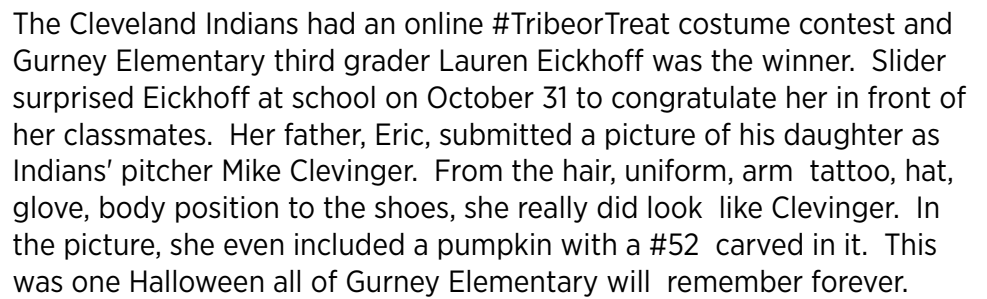 The Cleveland Indians had an online #TribeorTreat costume contest and
Gurney Elementary third grader Lauren Eickhoff was the winner.  Slider
surprised Eickhoff at school on October 31 to congratulate her in front of
her classmates.  Her father, Eric, submitted a picture of his daughter as
Indians' pitcher Mike Clevinger.  From the hair, uniform, arm  tattoo, hat,
glove, body position to the shoes, she really did look  like Clevinger.  In
the picture, she even included a pumpkin with a #52  carved in it.  This
was one Halloween all of Gurney Elementary will  remember forever.